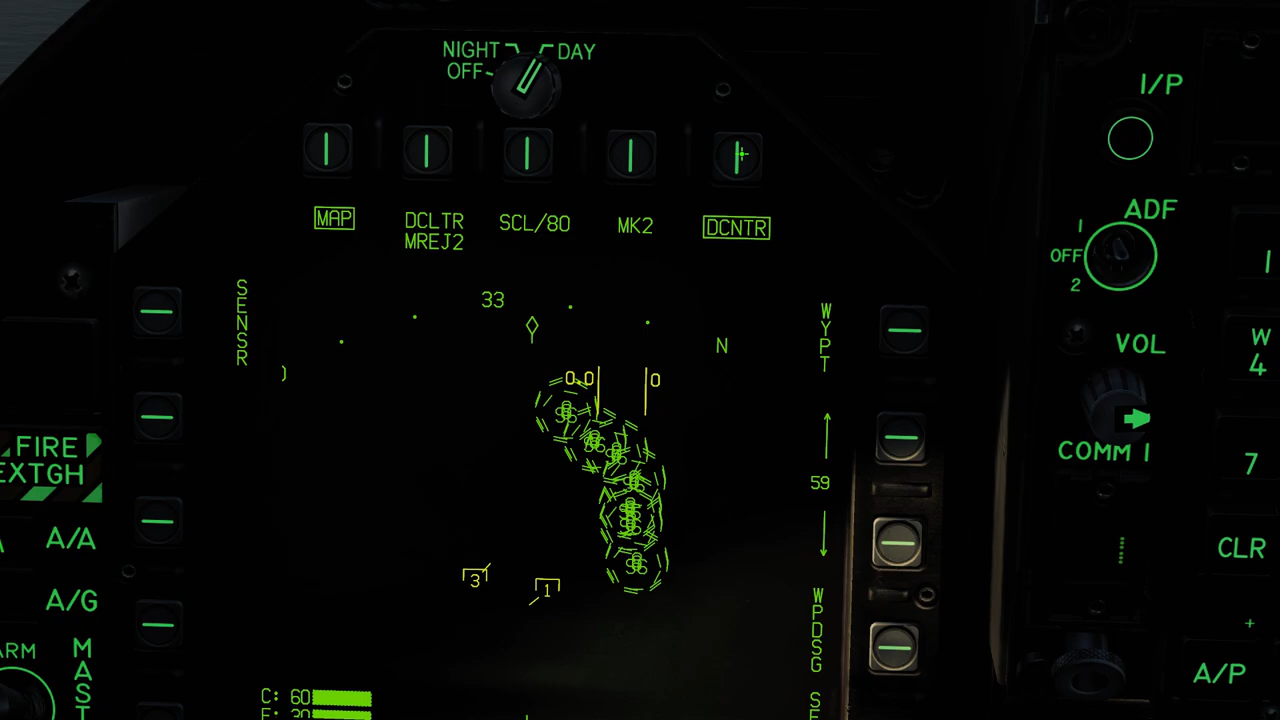 NIGHT
DAY
OFF
MAP
DCLTR
MREJ2
SCL/80
MK2
DCNTR
SENSR
33
N
WYPT
0.0
0
59
WPDSG
3
1
C: 60
FIRE
EXTGH
A/A
A/G
ARM
MAST
I/P
ADF
1
OFF
2
VOL
COMM 1
W
4
7
CLR
+
A/P